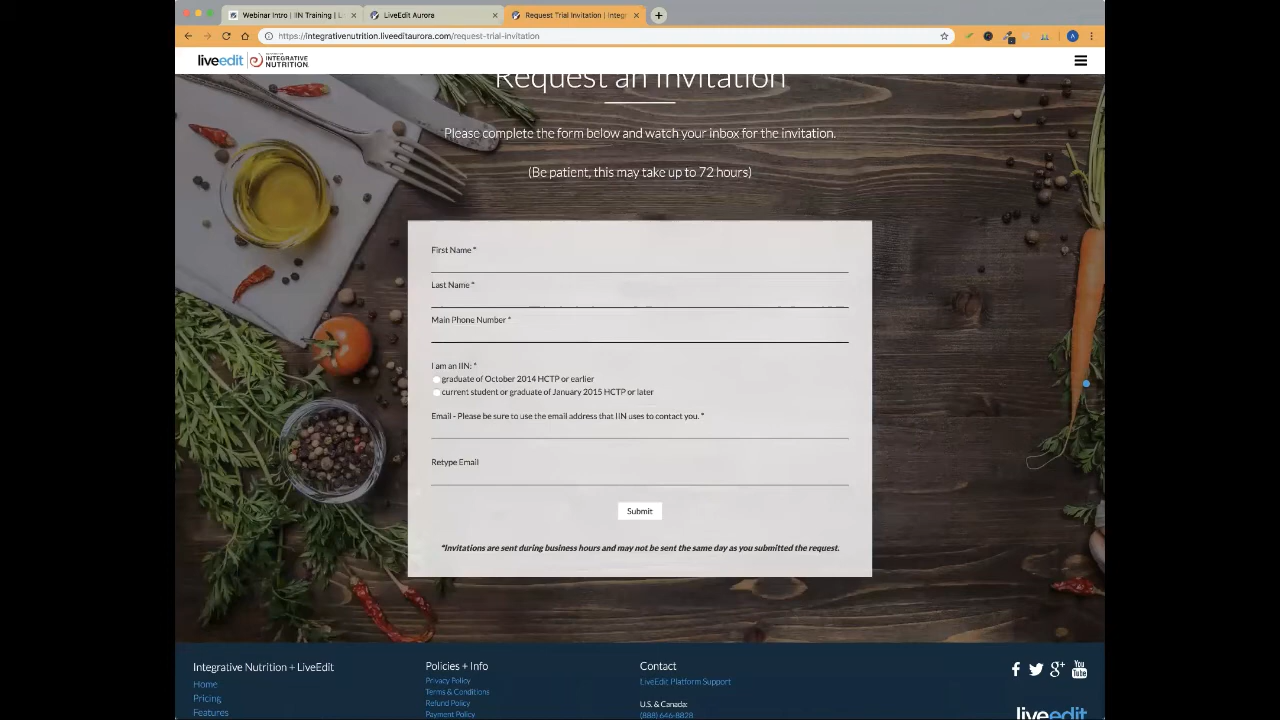 Webinar Intro | IIN Training | L
LiveEdit Aurora
Request Trial Invitation | Integr
https://integrativenutrition.liveeditaurora.com/request-trial-invitation
liveedit
INTEGRATIVE
NUTRITION
Request an Invitation
Please complete the form below and watch your inbox for the invitation.
(Be patient, this may take up to 72 hours)
First Name *
Last Name *
Main Phone Number *
I am an IIN: *
graduate of October 2014 HCTP or earlier
current student or graduate of January 2015 HCTP or later
Email - Please be sure to use the email address that IIN uses to contact you. *
Retype Email
Submit
*Invitations are sent during business hours and may not be sent the same day as you submitted the request.
Integrative Nutrition + LiveEdit
Home
Pricing
Features
Policies + Info
Privacy Policy
Terms & Conditions
Refund Policy
Payment Policy
Contact
LiveEdit Platform Support
U.S. & Canada:
(888) 646-8828
You
Tube
liveedit